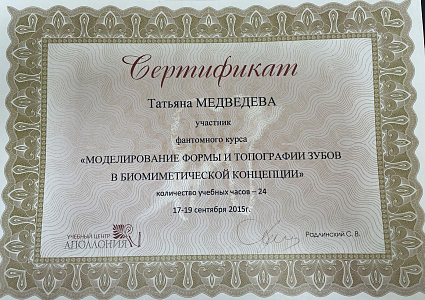 Сертификат
Татьяна МЕДВЕДЕВА
участник
фантомного курса
«МОДЕЛИРОВАНИЕ ФОРМЫ И ТОПОГРАФИИ ЗУБОВ
В БИОМИМЕТИЧЕСКОЙ КОНЦЕПЦИИ»
количество учебных часов – 24
17-19 сентября 2015г.
УЧЕБНЫЙ ЦЕНТР
АПОЛЛОНИЯ
Радлинский С. В.